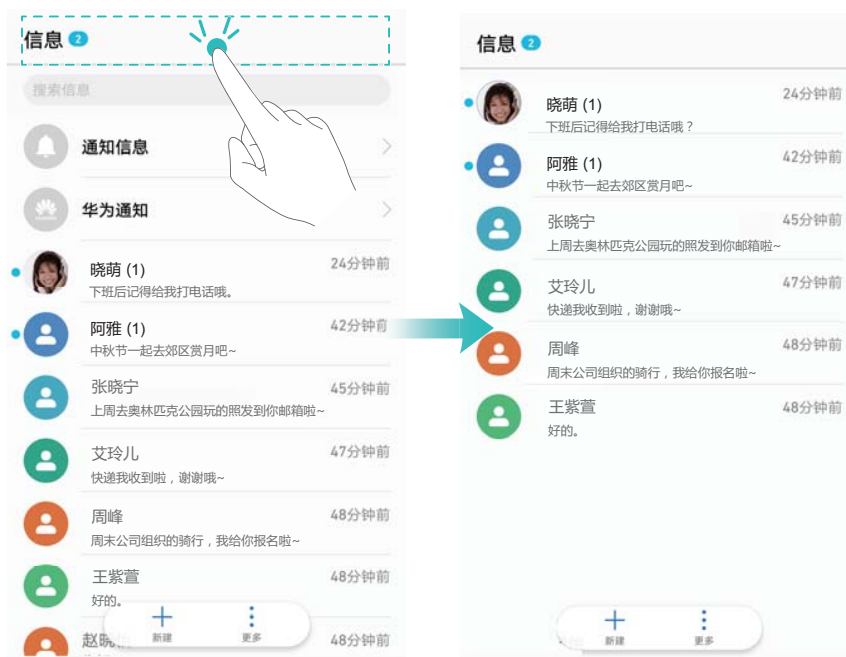 信息 2
搜索信息
通知信息
华为通知
晓萌 (1)
24分钟前
下班后记得给我打电话哦。
阿雅 (1)
42分钟前
中秋节一起去郊区赏月吧~
张晓宁
45分钟前
上周去奥林匹克公园玩的照发到你邮箱啦~
艾玲儿
47分钟前
快递我收到啦，谢谢哦~
周峰
48分钟前
周末公司组织的骑行，我给你报名啦~
王紫萱
48分钟前
好的。
赵晓
48分钟前
新建
更多
信息 2
晓萌 (1)
24分钟前
下班后记得给我打电话哦？
阿雅 (1)
42分钟前
中秋节一起去郊区赏月吧~
张晓宁
45分钟前
上周去奥林匹克公园玩的照发到你邮箱啦~
艾玲儿
47分钟前
快递我收到啦，谢谢哦~
周峰
48分钟前
周末公司组织的骑行，我给你报名啦~
王紫萱
48分钟前
好的。
新建
更多